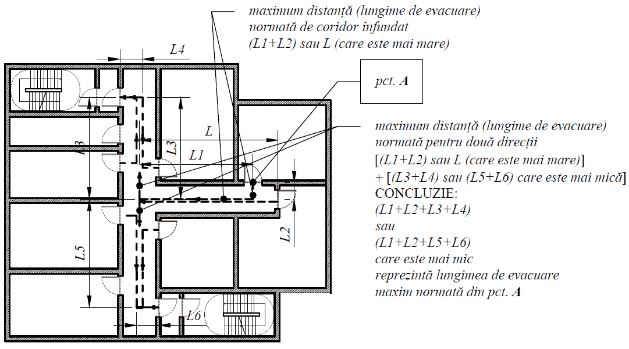 maximum distanță (lungime de evacuare)
normată de coridor înfundat
(L1+L2) sau L (care este mai mare)
pct. A
maximum distanță (lungime de evacuare)
normată pentru două direcții
[(L1+L2) sau L (care este mai mare)]
+ [(L3+L4) sau (L5+L6) care este mai mică]
CONCLUZIE:
(L1+L2+L3+L4)
sau
(L1+L2+L5+L6)
care este mai mic
reprezintă lungimea de evacuare
maxim normată din pct. A
L4
L
L3
L3
L1
L2
L5
L6